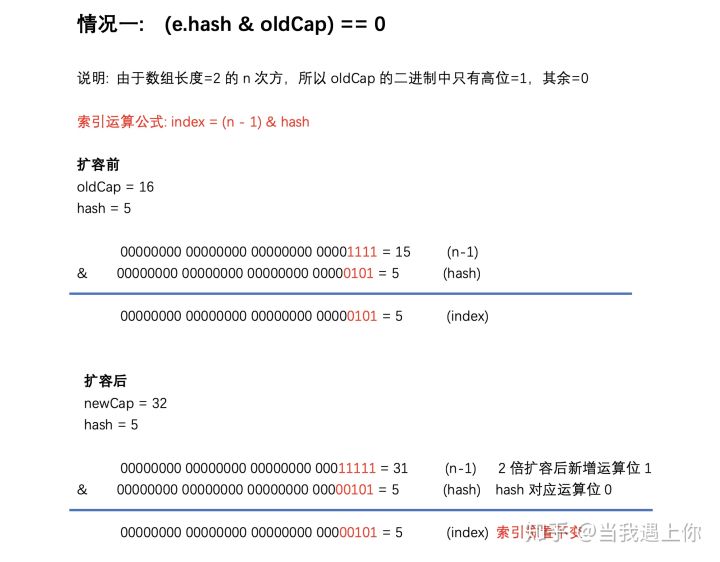 情况一: (e.hash & oldCap) == 0
说明: 由于数组长度=2 的 n 次方，所以 oldCap 的二进制中只有高位=1，其余=0
索引运算公式: index = (n - 1) & hash
扩容前
oldCap = 16
hash = 5
00000000 00000000 00000000 00001111 = 15 (n-1)
& 00000000 00000000 00000000 00000101 = 5 (hash)
00000000 00000000 00000000 00000101 = 5 (index)
扩容后
newCap = 32
hash = 5
00000000 00000000 00000000 00011111 = 31 (n-1) 2 倍扩容后新增运算位 1
& 00000000 00000000 00000000 00000101 = 5 (hash) hash 对应运算位 0
00000000 00000000 00000000 00000101 = 5 (index) 索引位置不变
知乎 @当我遇上你